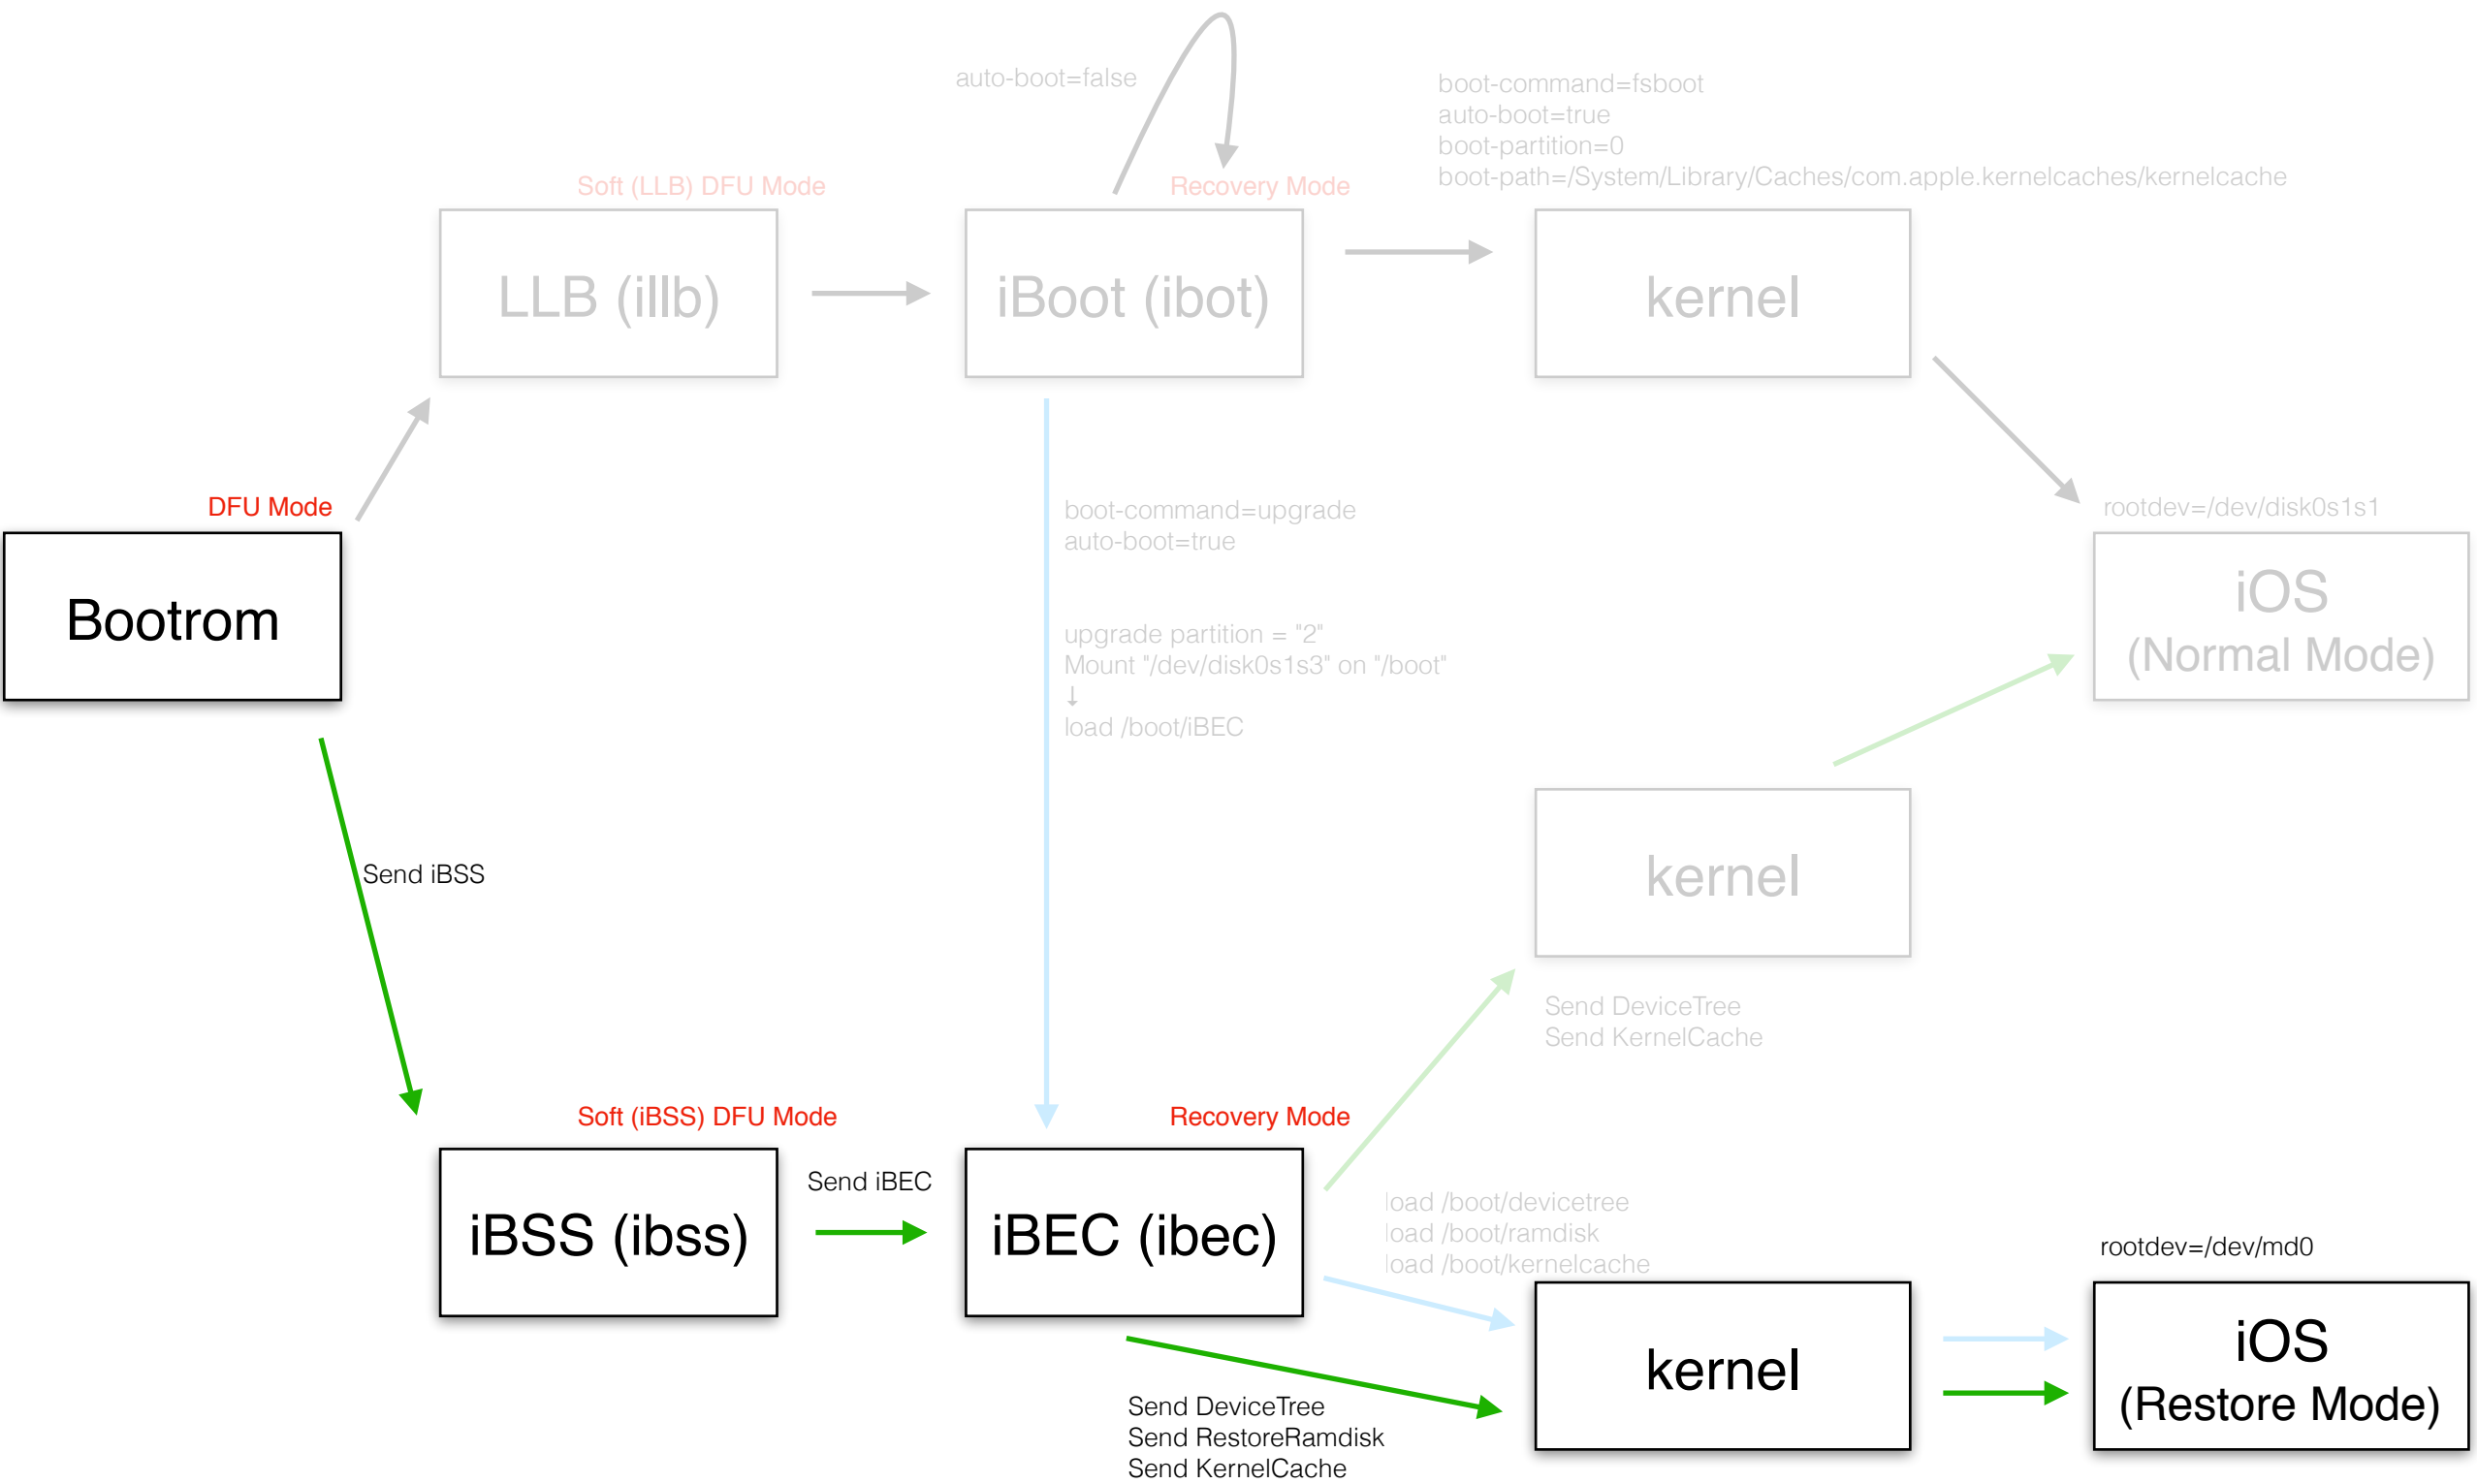 auto-boot=false
boot-command=fsboot
auto-boot=true
boot-partition=0
boot-path=/System/Library/Caches/com.apple.kernelcaches/kernelcache
Soft (LLB) DFU Mode
Recovery Mode
LLB (illb)
iBoot (ibot)
kernel
DFU Mode
Bootrom
boot-command=upgrade
auto-boot=true
upgrade partition = "2"
Mount "/dev/disk0s1s3" on "/boot"
↓
load /boot/iBEC
rootdev=/dev/disk0s1s1
iOS
(Normal Mode)
kernel
Send DeviceTree
Send KernelCache
Send iBSS
Soft (iBSS) DFU Mode
Recovery Mode
iBSS (ibss)
Send iBEC
iBEC (ibec)
load /boot/devicetree
load /boot/ramdisk
load /boot/kernelcache
Send DeviceTree
Send RestoreRamdisk
Send KernelCache
kernel
rootdev=/dev/md0
iOS
(Restore Mode)